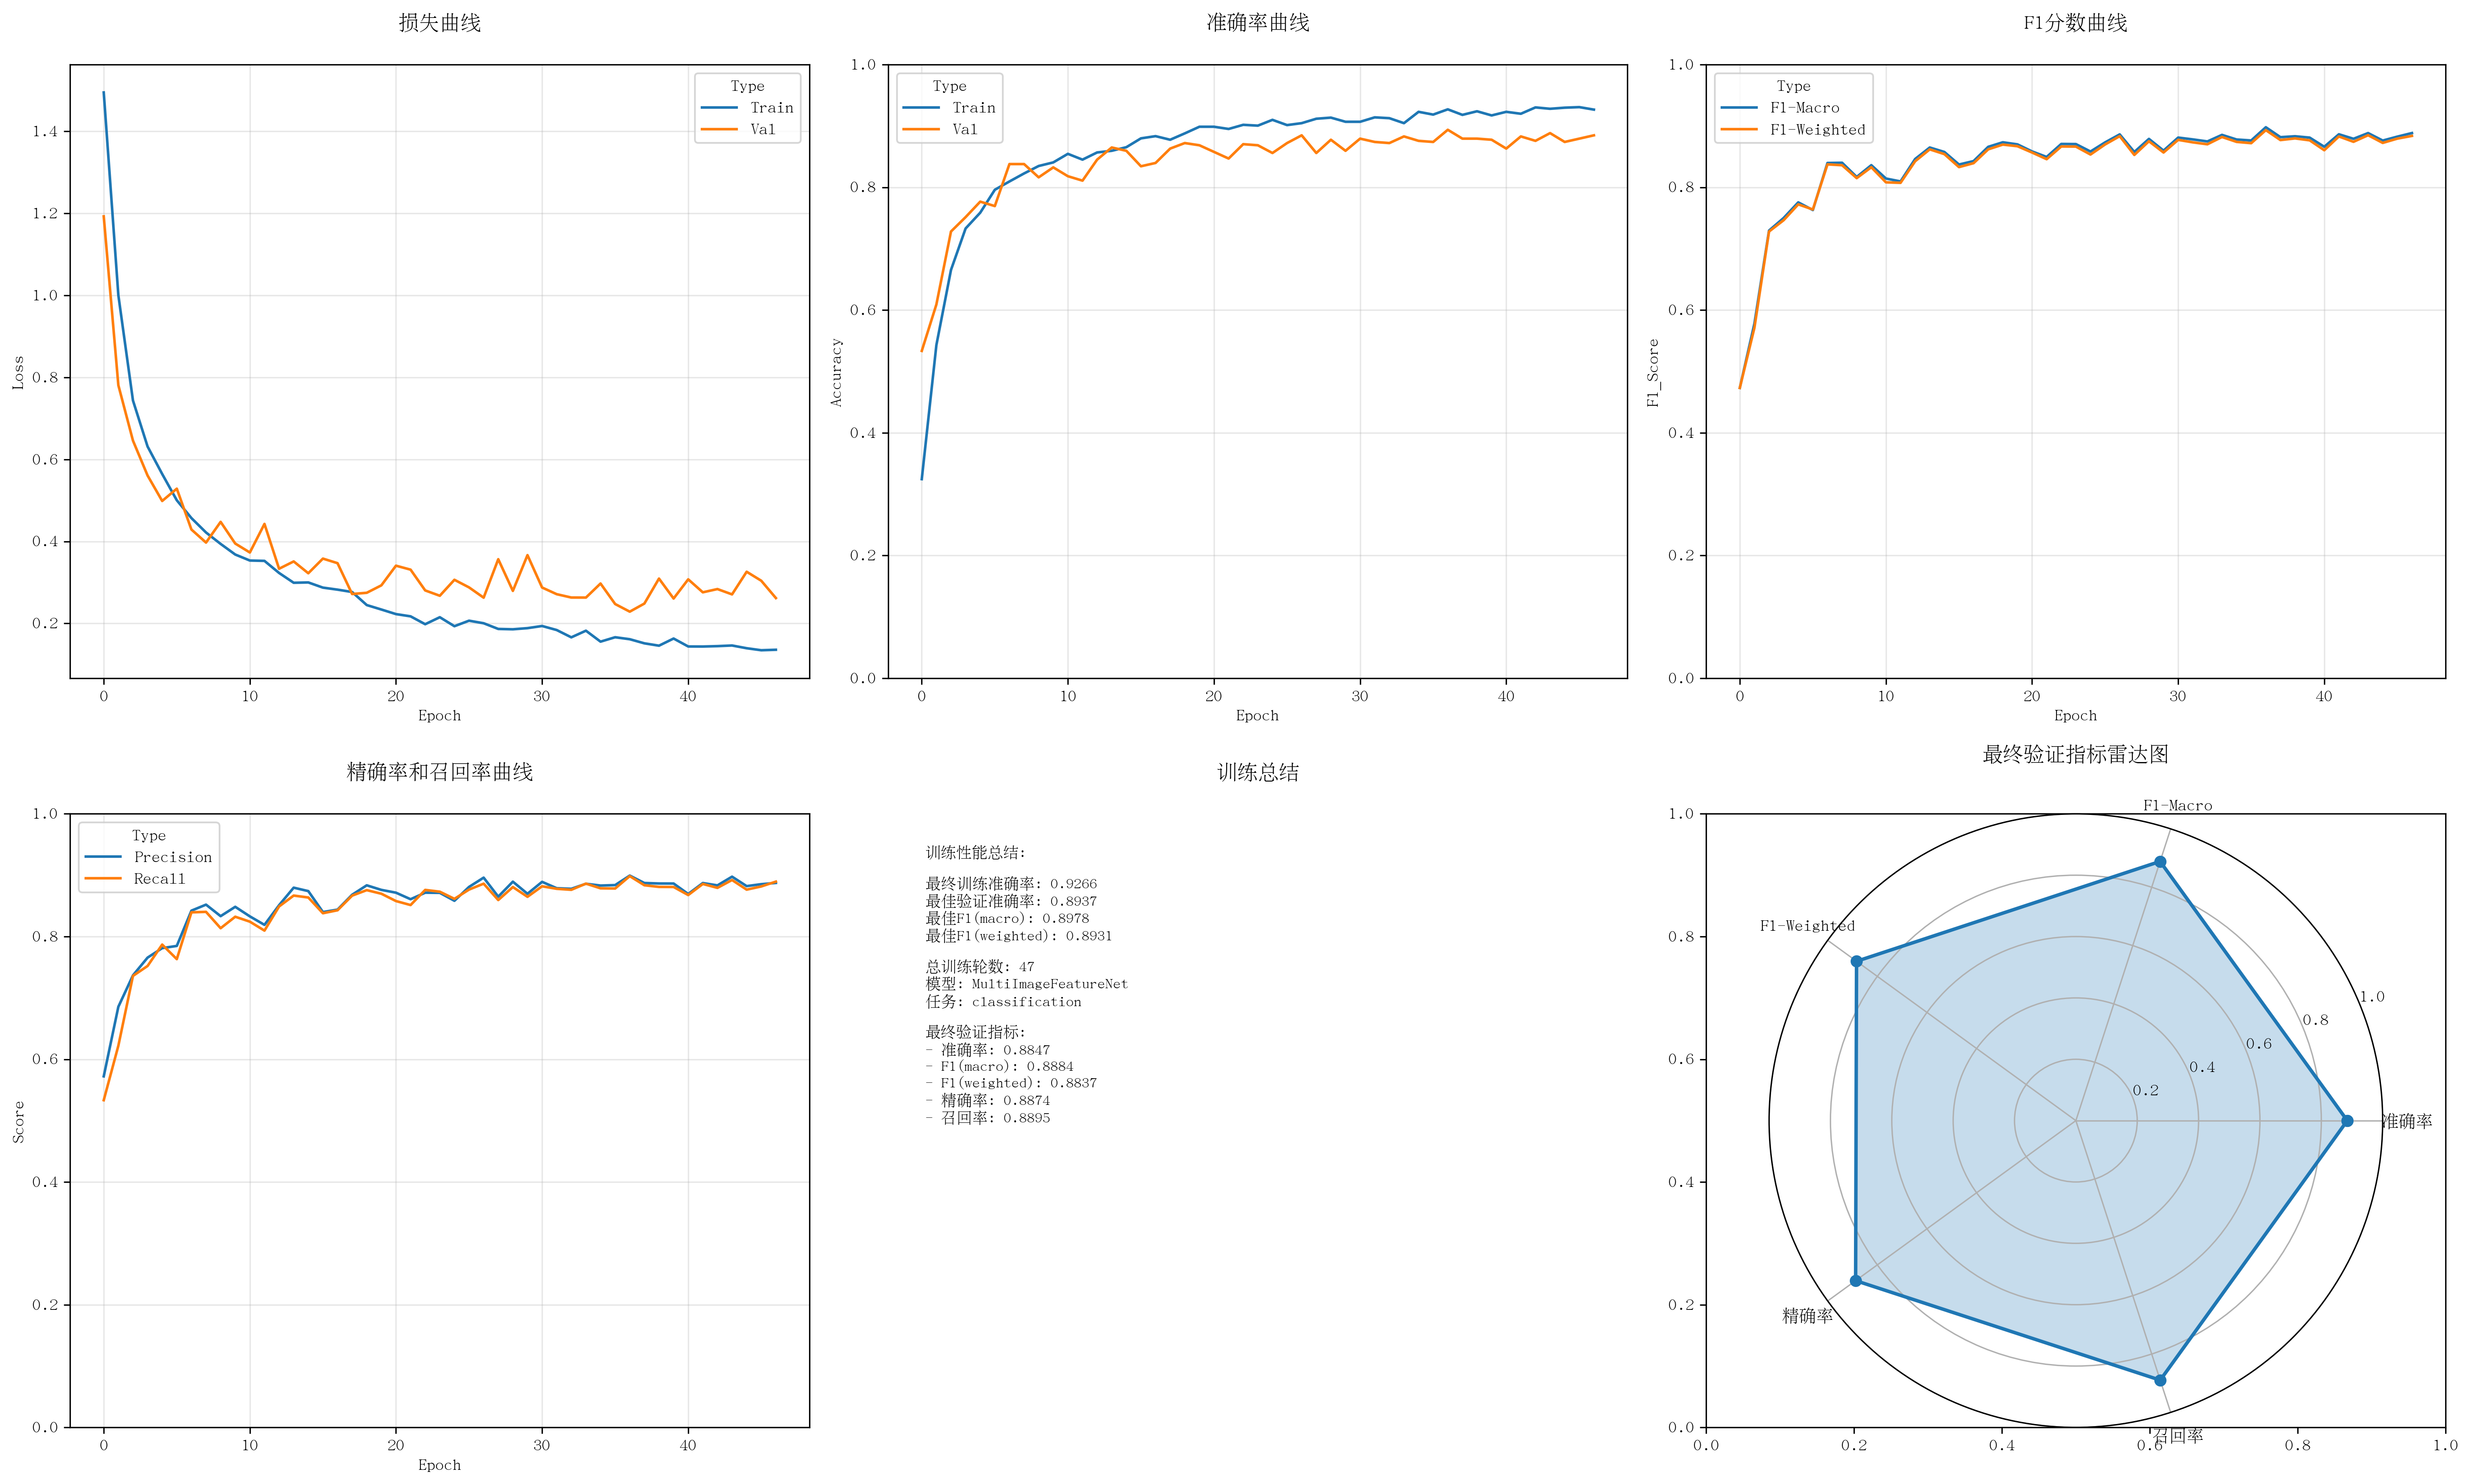 损失曲线
Type
Train
Val
1.4
1.2
1.0
0.8
0.6
0.4
0.2
Loss
0 10 20 30 40
Epoch
准确率曲线
Type
Train
Val
1.0
0.8
0.6
0.4
0.2
0.0
Accuracy
0 10 20 30 40
Epoch
F1分数曲线
Type
F1-Macro
F1-Weighted
1.0
0.8
0.6
0.4
0.2
0.0
F1_Score
0 10 20 30 40
Epoch
精确率和召回率曲线
Type
Precision
Recall
1.0
0.8
0.6
0.4
0.2
0.0
Score
0 10 20 30 40
Epoch
训练总结
训练性能总结:
最终训练准确率: 0.9266
最佳验证准确率: 0.8937
最佳F1(macro): 0.8978
最佳F1(weighted): 0.8931
总训练轮数: 47
模型: MultiImageFeatureNet
任务: classification
最终验证指标:
- 准确率: 0.8847
- F1(macro): 0.8884
- F1(weighted): 0.8837
- 精确率: 0.8874
- 召回率: 0.8895
最终验证指标雷达图
F1-Macro
F1-Weighted
准确率
精确率
召回率
1.0
0.8
0.6
0.4
0.2
1.0
0.8
0.6
0.4
0.2
0.0
0.0 0.2 0.4 0.6 0.8 1.0